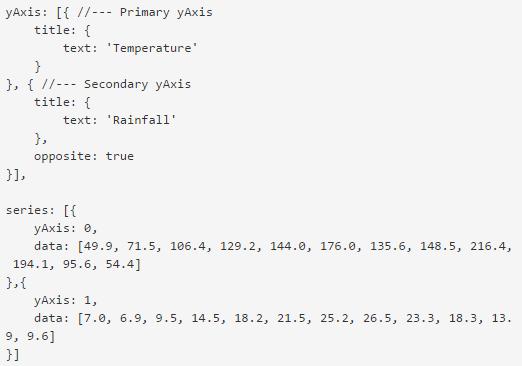 yAxis: [{ //--- Primary yAxis
    title: {
        text: 'Temperature'
    }
}, { //--- Secondary yAxis
    title: {
        text: 'Rainfall'
    },
    opposite: true
}],

series: [{
    yAxis: 0,
    data: [49.9, 71.5, 106.4, 129.2, 144.0, 176.0, 135.6, 148.5, 216.4,
 194.1, 95.6, 54.4]
},{
    yAxis: 1,
    data: [7.0, 6.9, 9.5, 14.5, 18.2, 21.5, 25.2, 26.5, 23.3, 18.3, 13.
9, 9.6]
}]